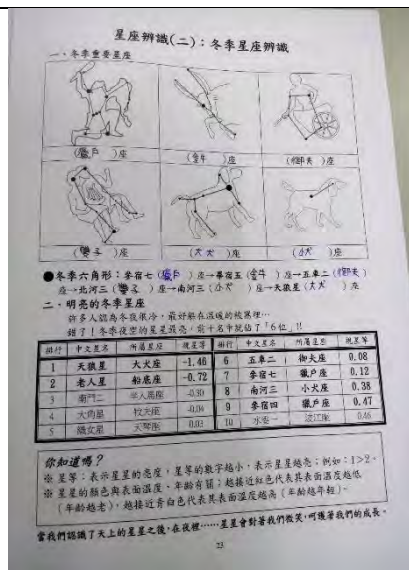 星座辨識(二)：冬季星座辨識
一、冬季重要星座
(獵戶)座 (金牛)座 (御夫)座
(雙子)座 (大犬)座 (小犬)座
●冬季六角形：參宿七(獵戶)座→畢宿五(金牛)座→五車二(御夫)
座→北河三(雙子)座→南河三(小犬)座→天狼星(大犬)座
二、明亮的冬季星座
許多人認為冬夜很冷，最好躲在溫暖的被窩裡…
錯了！冬季夜空的星星最亮，前十名中就佔了「6位」!!
排行 中文星名 所屬星座 視星等 排行 中文星名 所屬星座 視星等
1 天狼星 大犬座 -1.46 6 五車二 御夫座 0.08
2 老人星 船底座 -0.72 7 參宿七 獵戶座 0.12
3 南門二 半人馬座 -0.30 8 南河三 小犬座 0.38
4 大角星 牧夫座 -0.04 9 參宿四 獵戶座 0.47
5 織女星 天琴座 0.03 10 水委一 波江座 0.46
你知道嗎？
※ 星等：表示星星的亮度，星等的數字越小，表示星星越亮；例如：1>2。
※ 星星的顏色與表面溫度、年齡有關；越接近紅色代表其表面溫度越低
(年齡越老)，越接近青白色代表其表面溫度越高(年齡越年輕)。
當我們認識了天上的星星之後，在夜裡……星星會對著我們微笑，呵護著我們的成長。
23